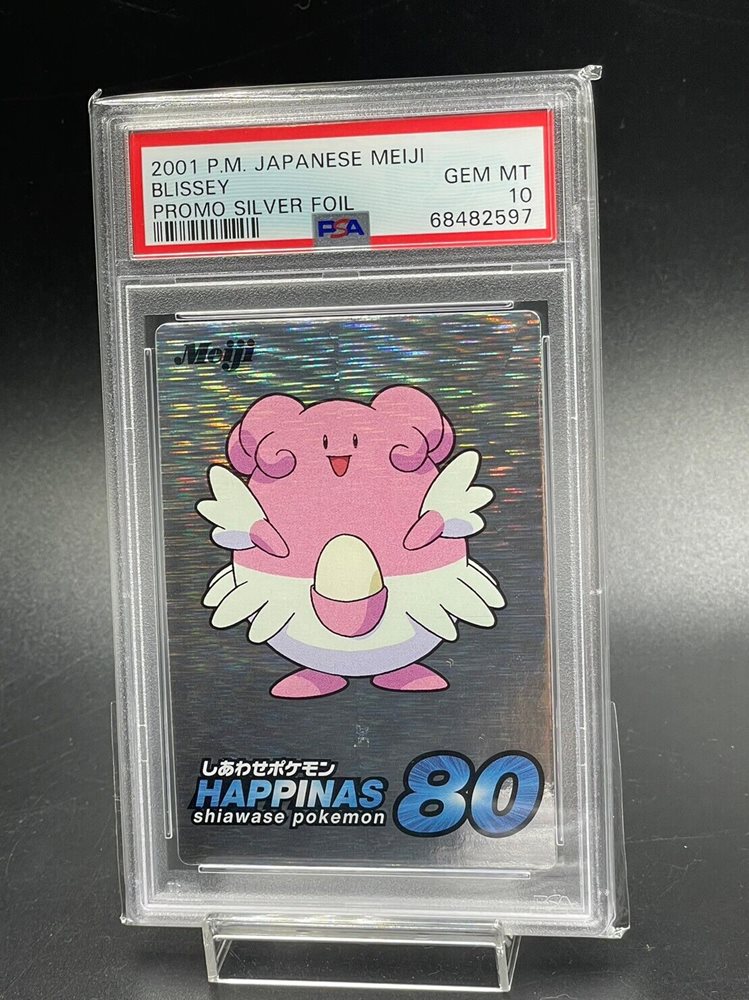 2001 P.M. JAPANESE MEIJI
BLISSEY
PROMO SILVER FOIL
GEM MT
10
68482597
PSA
Meiji
しあわせポケモン
HAPPINAS
shiawase pokemon
80
PSA